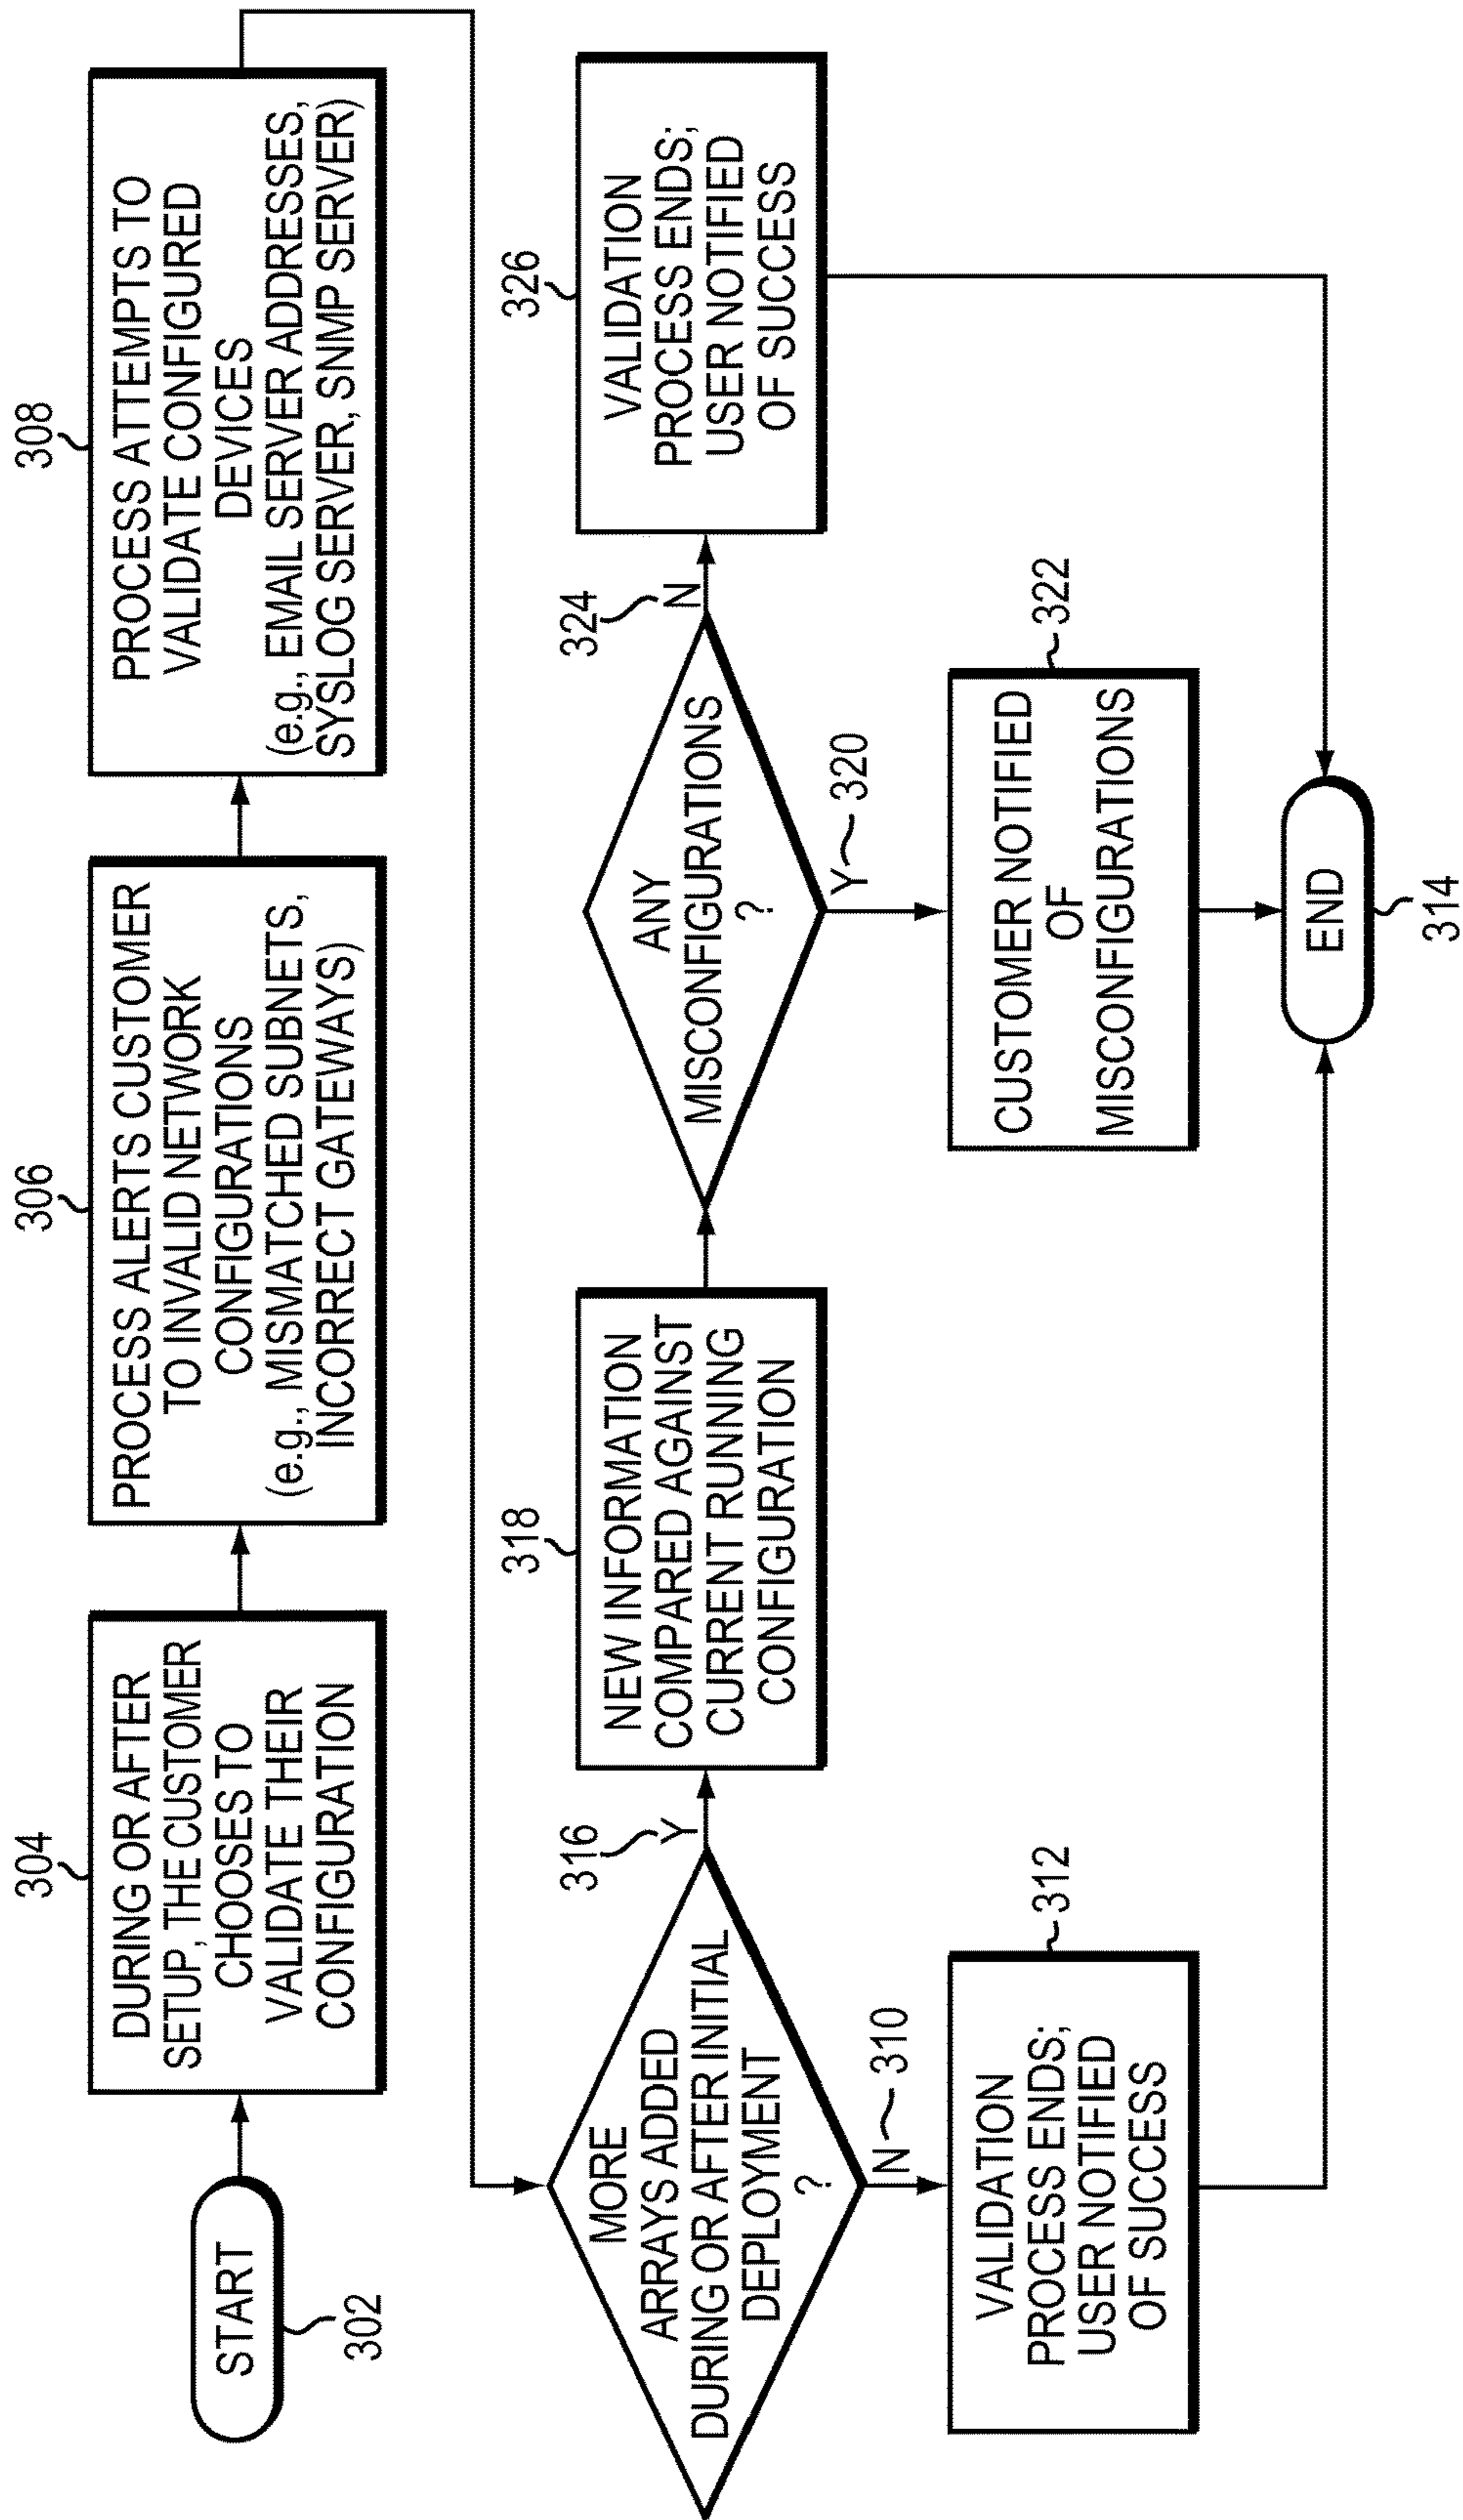 START
302
304
DURING OR AFTER
SETUP, THE CUSTOMER
CHOOSES TO
VALIDATE THEIR
CONFIGURATION
306
PROCESS ALERTS CUSTOMER
TO INVALID NETWORK
CONFIGURATIONS
(e.g., MISMATCHED SUBNETS,
INCORRECT GATEWAYS)
308
PROCESS ATTEMPTS TO
VALIDATE CONFIGURED
DEVICES
(e.g., EMAIL SERVER ADDRESSES,
SYSLOG SERVER, SNMP SERVER)
MORE
ARRAYS ADDED
DURING OR AFTER INITIAL
DEPLOYMENT
?
316
Y
N
310
318
NEW INFORMATION
COMPARED AGAINST
CURRENT RUNNING
CONFIGURATION
ANY
MISCONFIGURATIONS
?
324
N
Y
320
326
VALIDATION
PROCESS ENDS;
USER NOTIFIED
OF SUCCESS
312
VALIDATION
PROCESS ENDS;
USER NOTIFIED
OF SUCCESS
322
CUSTOMER NOTIFIED
OF
MISCONFIGURATIONS
END
314